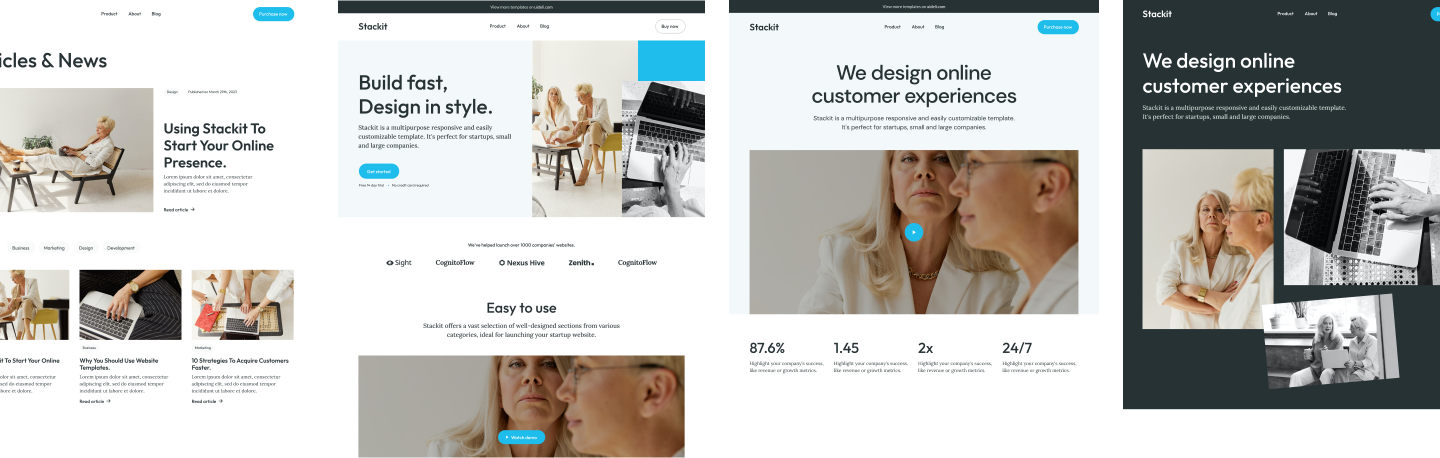 Product About Blog
Purchase now
icles & News
Design Published on March 29th, 2023
Using Stackit To
Start Your Online
Presence.
Lorem ipsum dolor sit amet, consectetur
adipiscing elit, sed do eiusmod tempor
incididunt ut labore et dolore.
Read article →
Business Marketing Design Development
it To Start Your Online
dolor sit amet, consectetur
sed do eiusmod tempor
labore et dolore.
Business
Why You Should Use Website
Templates.
Lorem ipsum dolor sit amet, consectetur
adipiscing elit, sed do eiusmod tempor
incididunt ut labore et dolore.
Read article →
Marketing
10 Strategies To Acquire Customers
Faster.
Lorem ipsum dolor sit amet, consectetur
adipiscing elit, sed do eiusmod tempor
incididunt ut labore et dolore.
Read article →
View more templates on uideli.com
Stackit
Product About Blog
Buy now
Build fast,
Design in style.
Stackit is a multipurpose responsive and easily
customizable template. It's perfect for startups, small
and large companies.
Get started
Free 14 day trial • No credit card required
We've helped launch over 1000 companies' websites.
Sight CognitoFlow Nexus Hive Zenith. CognitoFlow
Easy to use
Stackit offers a vast selection of well-designed sections from various
categories, ideal for launching your startup website.
Watch demo
View more templates on uideli.com
Stackit
Product About Blog
Purchase now
We design online
customer experiences
Stackit is a multipurpose responsive and easily customizable template.
It's perfect for startups, small and large companies.
87.6% 1.45 2x 24/7
Highlight your company's success, Highlight your company's success, Highlight your company's success, Highlight your company's success,
like revenue or growth metrics. like revenue or growth metrics. like revenue or growth metrics. like revenue or growth metrics.
Stackit
Product About Blog
We design online
customer experiences
Stackit is a multipurpose responsive and easily customizable template.
It's perfect for startups, small and large companies.